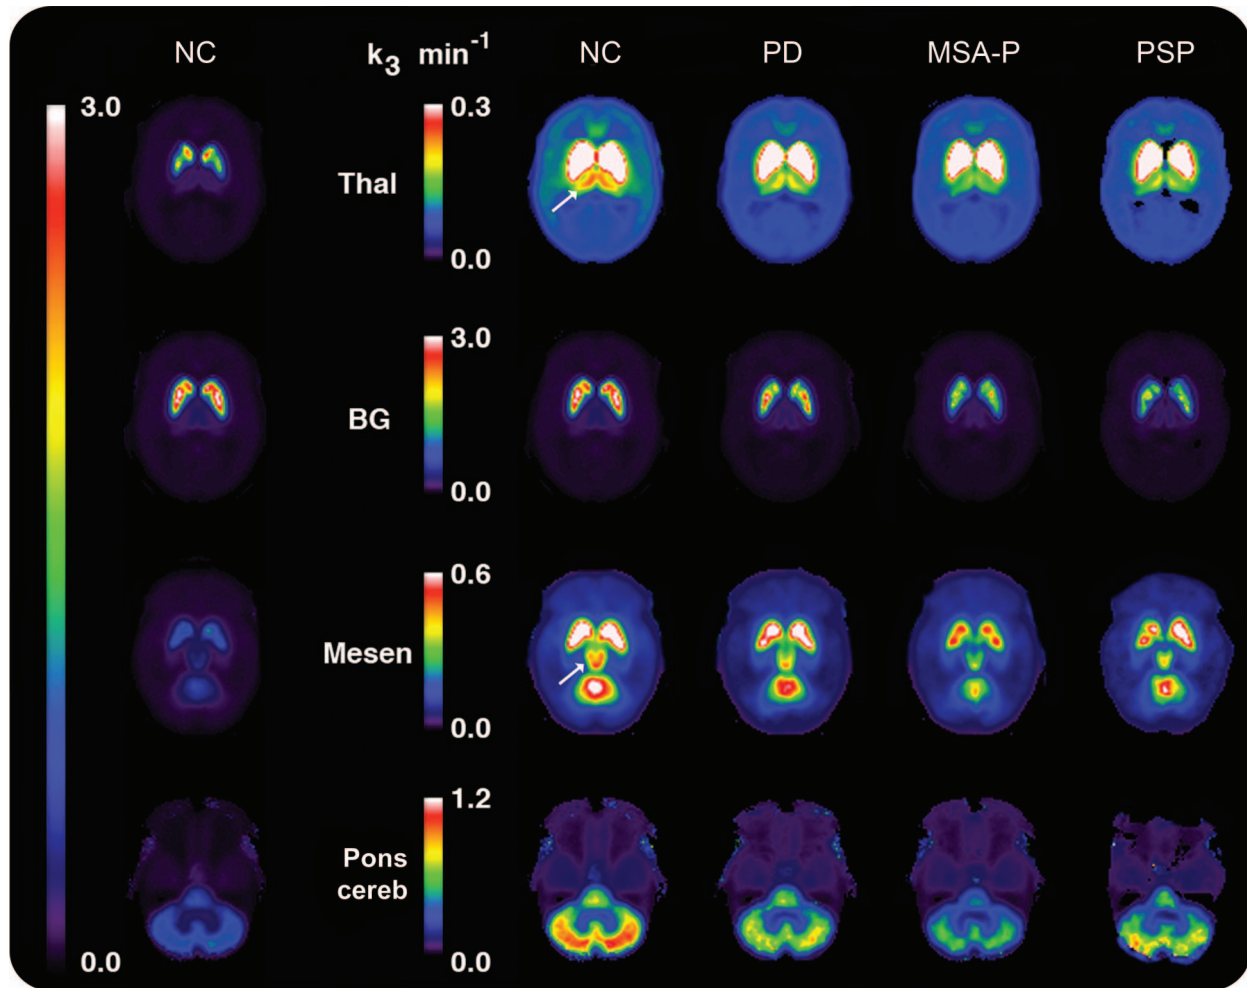 NC k₃ min⁻¹ NC PD MSA-P PSP
3.0 0.3
Thal
0.0
3.0
BG
0.0
0.6
Mesen
0.0
1.2
Pons
cereb
0.0 0.0